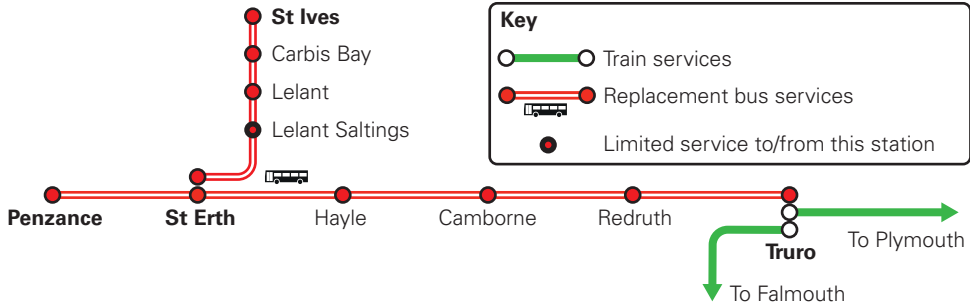 St Ives
Carbis Bay
Lelant
Lelant Saltings
Key
Train services
Replacement bus services
Limited service to/from this station
Penzance
St Erth
Hayle
Camborne
Redruth
Truro
To Plymouth
To Falmouth